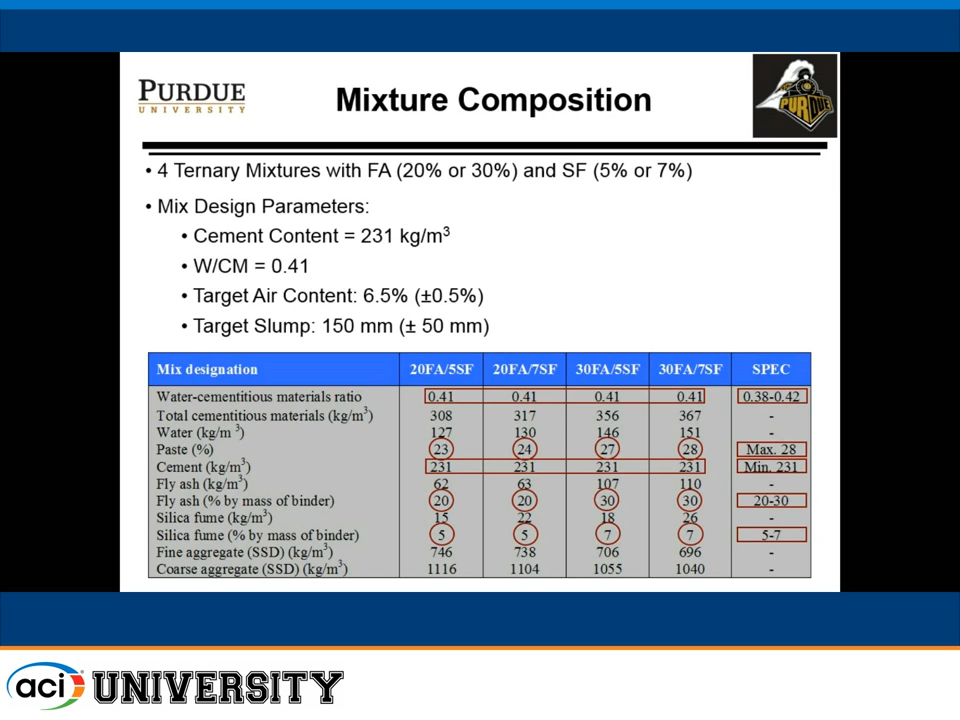 PURDUE
UNIVERSITY
Mixture Composition
PURDUE
• 4 Ternary Mixtures with FA (20% or 30%) and SF (5% or 7%)
• Mix Design Parameters:
• Cement Content = 231 kg/m³
• W/CM = 0.41
• Target Air Content: 6.5% (±0.5%)
• Target Slump: 150 mm (± 50 mm)
Mix designation 20FA/5SF 20FA/7SF 30FA/5SF 30FA/7SF SPEC
Water-cementitious materials ratio 0.41 0.41 0.41 0.41 0.38-0.42
Total cementitious materials (kg/m³) 308 317 356 367 -
Water (kg/m ³) 127 130 146 151 -
Paste (%) 23 24 27 28 Max. 28
Cement (kg/m³) 231 231 231 231 Min. 231
Fly ash (kg/m³) 62 63 107 110 -
Fly ash (% by mass of binder) 20 20 30 30 20-30
Silica fume (kg/m³) 15 22 18 26 -
Silica fume (% by mass of binder) 5 5 7 7 5-7
Fine aggregate (SSD) (kg/m³) 746 738 706 696 -
Coarse aggregate (SSD) (kg/m³) 1116 1104 1055 1040 -
aci UNIVERSITY